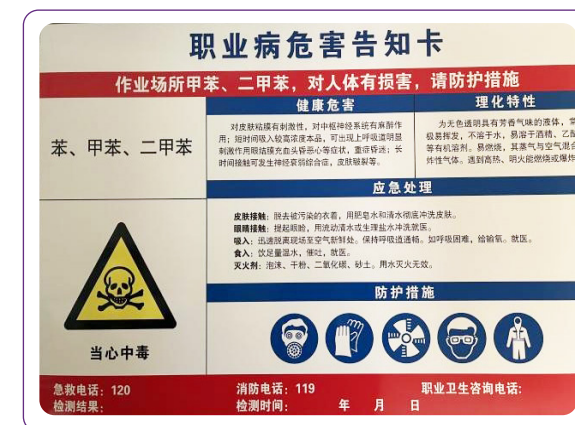 职业病危害告知卡
作业场所甲苯、二甲苯，对人体有损害，请防护措施
苯、甲苯、二甲苯
健康危害
对皮肤粘膜有刺激性，对中枢神经系统有麻醉作
用；短时间吸入较高浓度本品，可出现上呼吸道明显
刺激作用眼结膜充血头昏恶心等症状，重症昏迷；长
时间接触可发生神经衰弱综合症，皮肤皲裂等。
理化特性
为无色透明具有芳香气味的液体，常
极易挥发，不溶于水，易溶于酒精、乙醚
等有机溶剂。易燃烧，其蒸气与空气混合
炸性气体。遇到高热、明火能燃烧或爆炸
应急处理
皮肤接触：脱去被污染的衣着，用肥皂水和清水彻底冲洗皮肤。
眼睛接触：提起眼睑，用流动清水或生理盐水冲洗就医。
吸入：迅速脱离现场至空气新鲜处。保持呼吸道通畅。如呼吸困难，给输氧。就医。
食入：饮足量温水，催吐，就医。
灭火剂：泡沫、干粉、二氧化碳、砂土。用水灭火无效。
当心中毒
防护措施
急救电话：120
消防电话：119
职业卫生咨询电话：
检测结果：
检测时间： 年 月 日